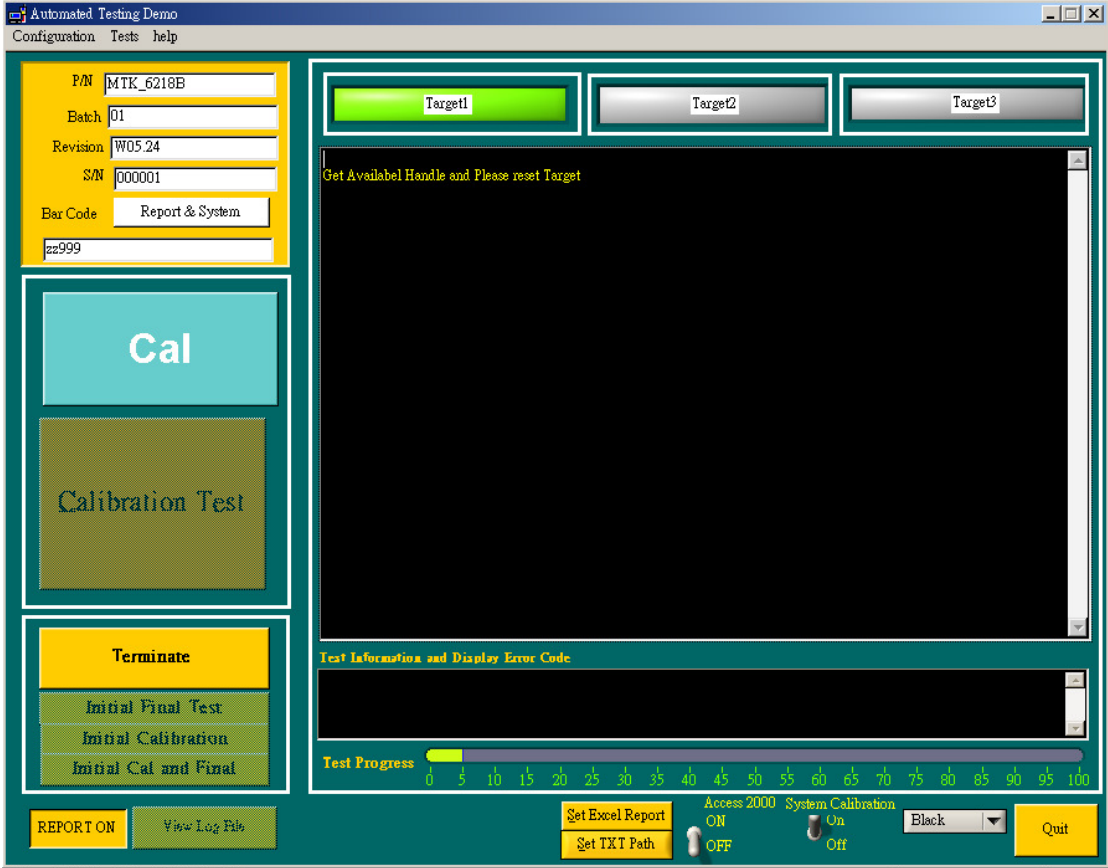 Automated Testing Demo
Configuration Tests help
P/N MTK_6218B
Batch 01
Revision W05.24
S/N 000001
Bar Code Report & System
zz999
Cal
Calibration Test
Terminate
Initial Final Test
Initial Calibration
Initial Cal and Final
REPORT ON View Log File
Target1 Target2 Target3
Get Availabel Handle and Please reset Target
Test Information and Display Error Code
Test Progress
0 5 10 15 20 25 30 35 40 45 50 55 60 65 70 75 80 85 90 95 100
Set Excel Report
Set TXT Path
Access 2000
ON
OFF
System Calibration
On
Off
Black
Quit